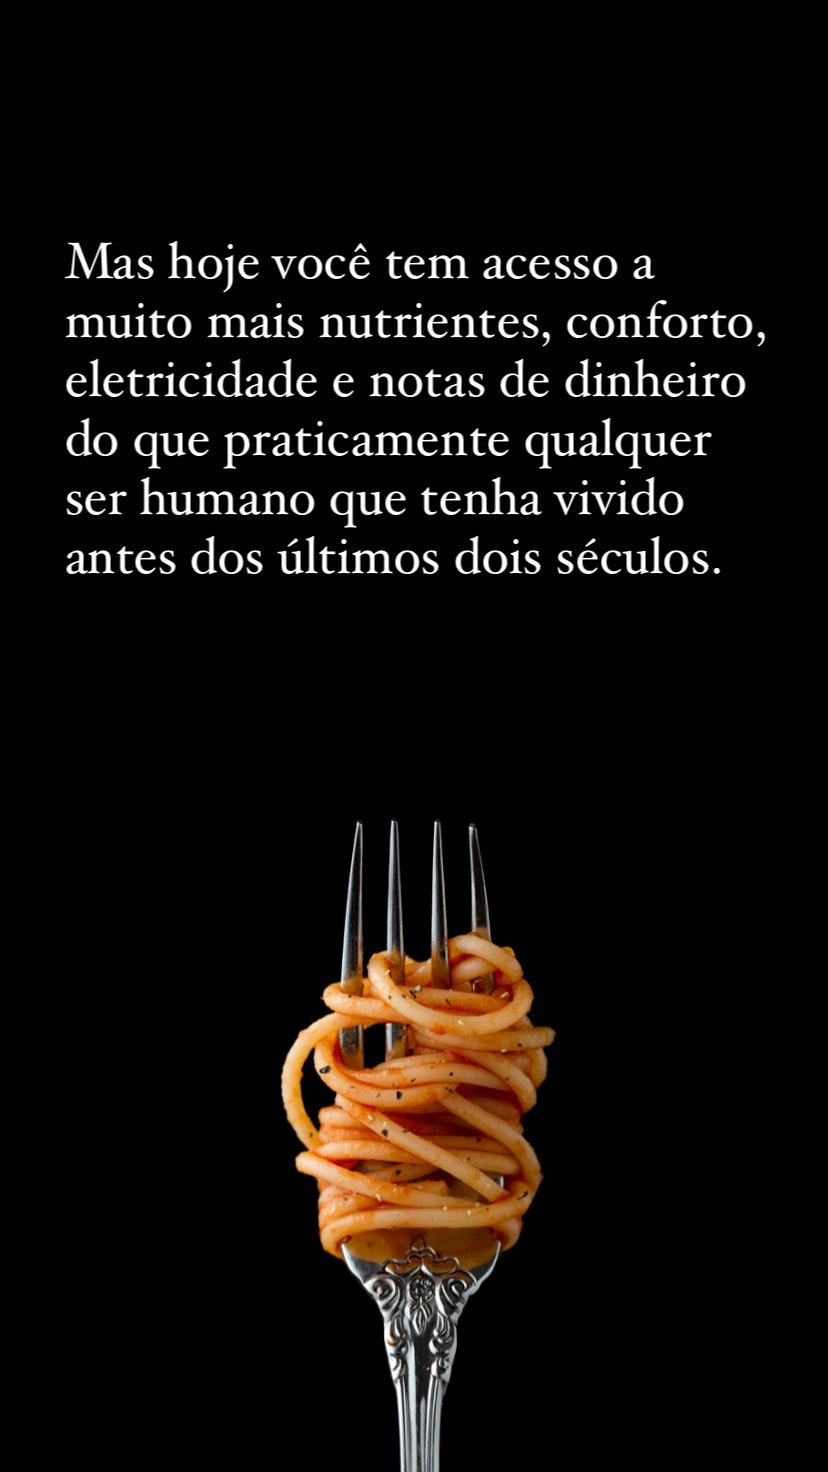 Mas hoje você tem acesso a
muito mais nutrientes, conforto,
eletricidade e notas de dinheiro
do que praticamente qualquer
ser humano que tenha vivido
antes dos últimos dois séculos.